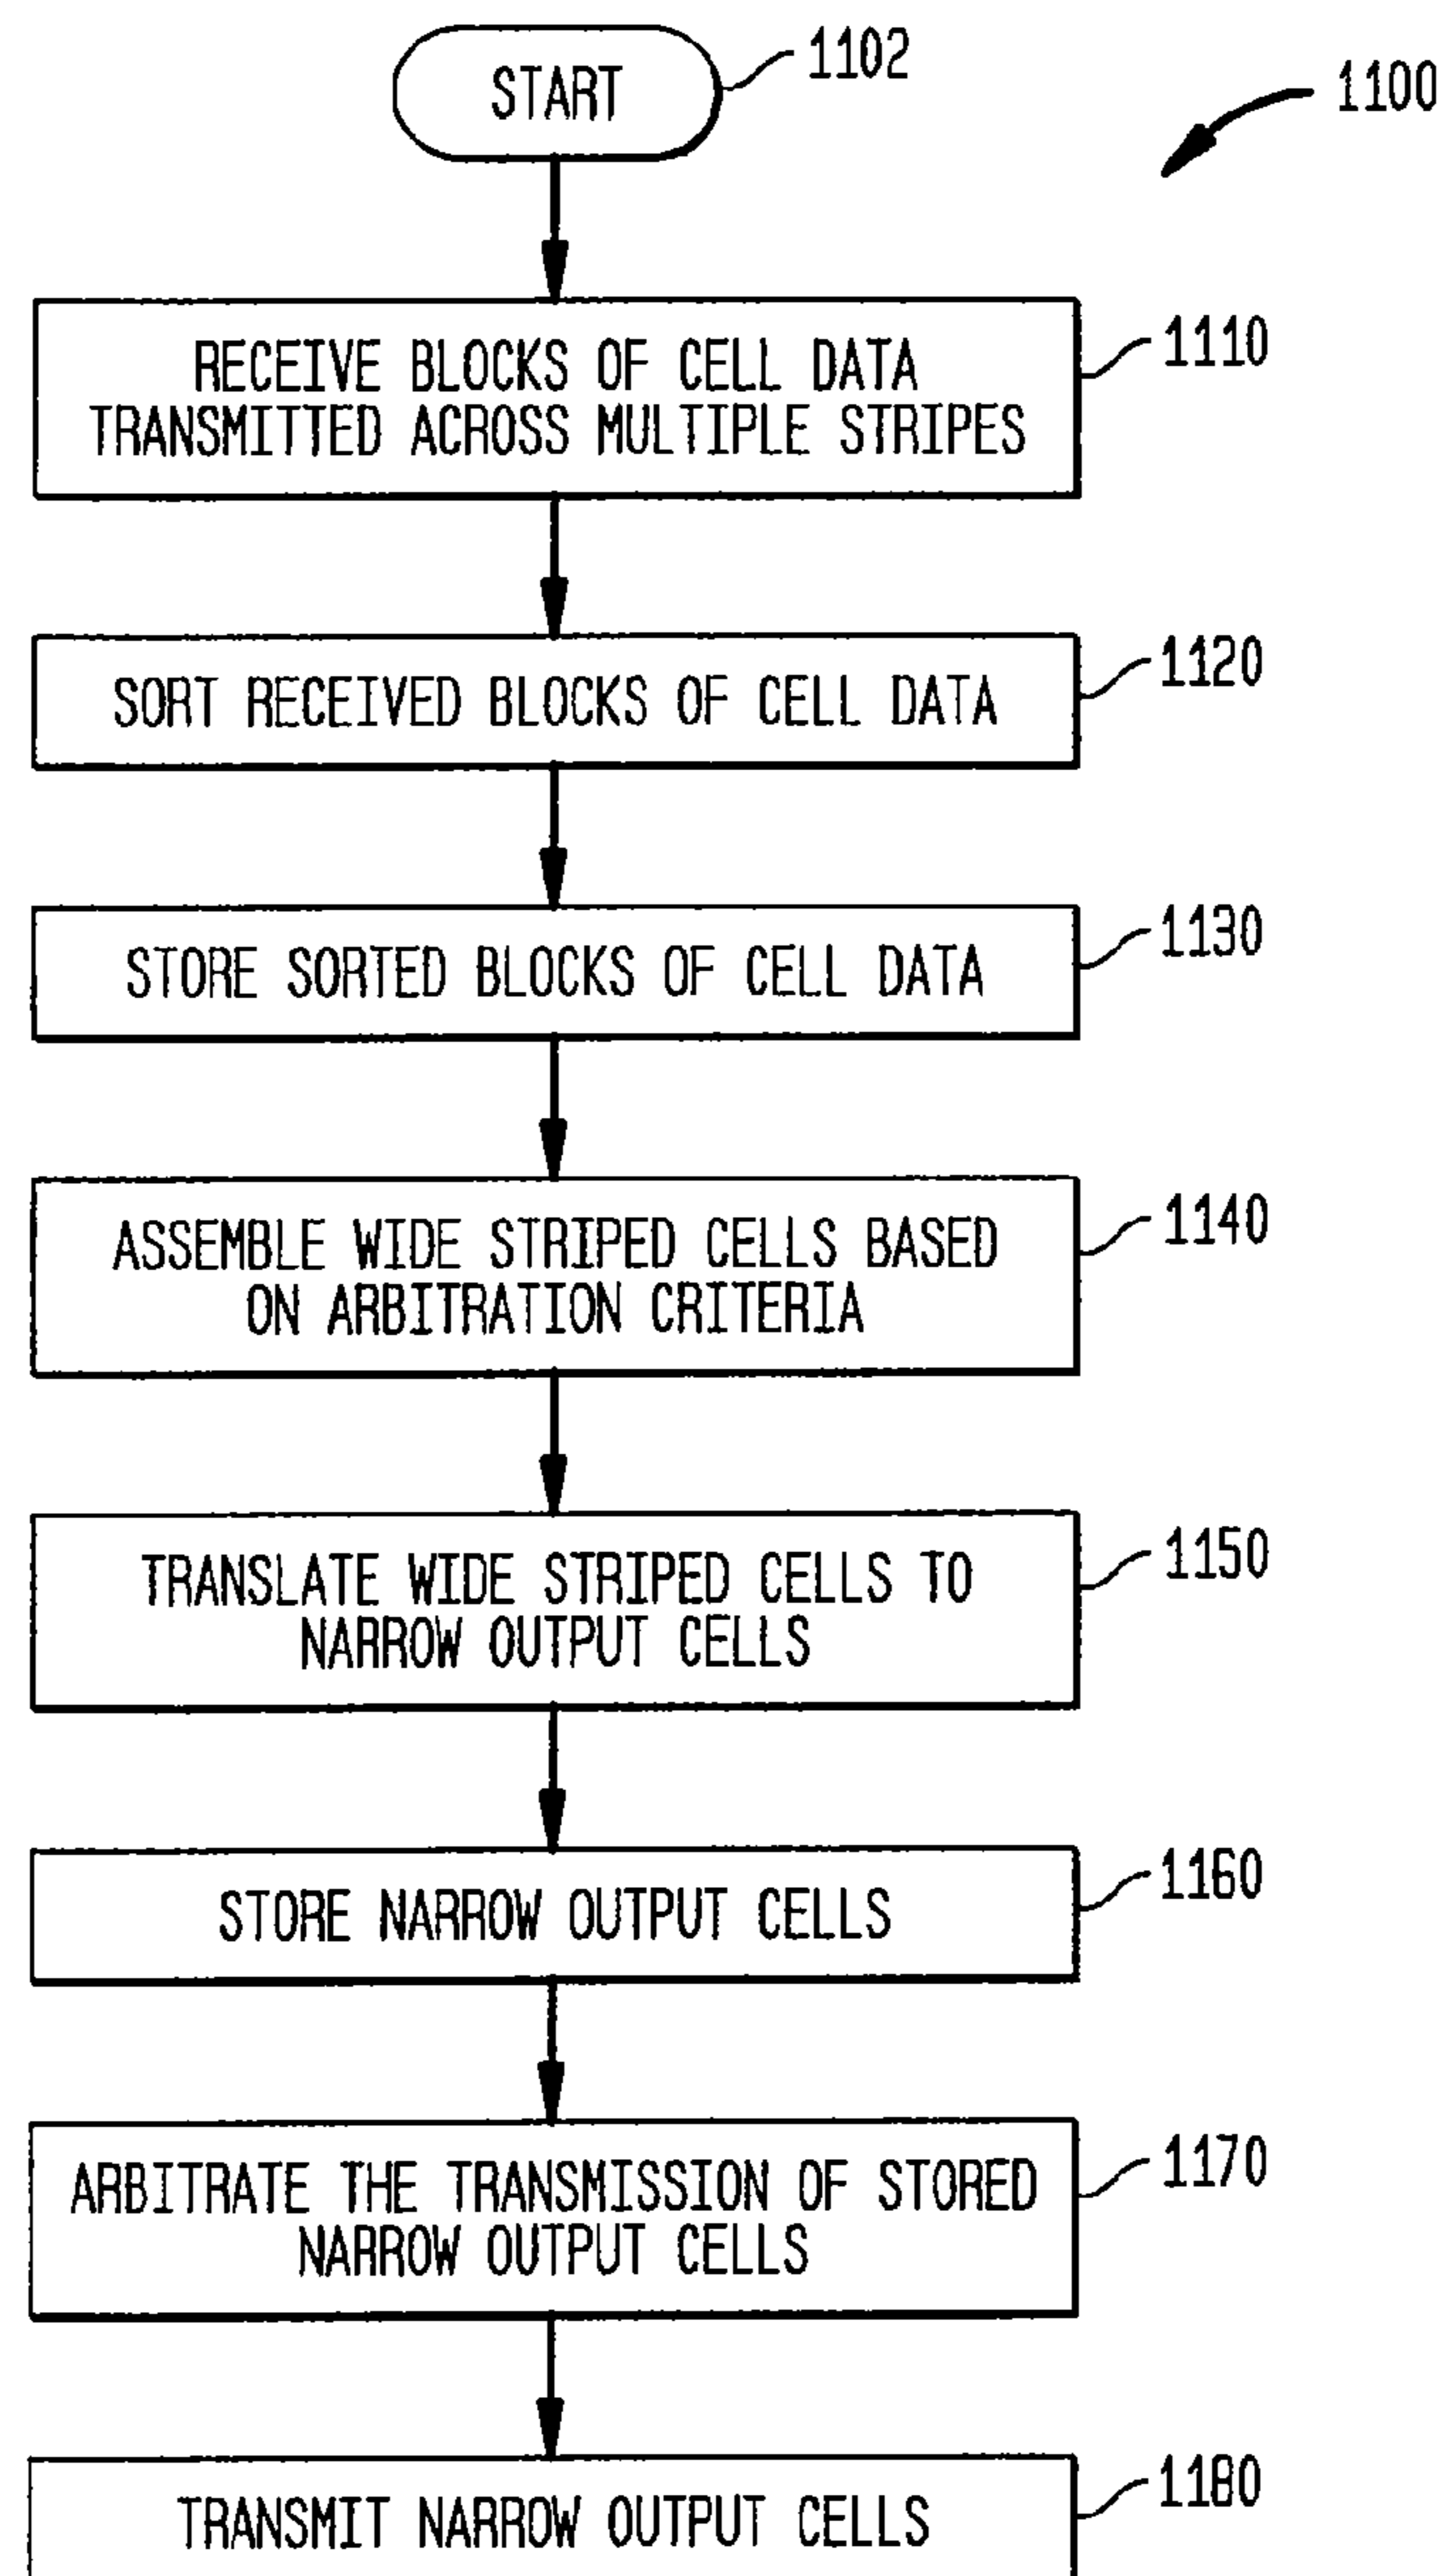 START
1102
1100
RECEIVE BLOCKS OF CELL DATA
TRANSMITTED ACROSS MULTIPLE STRIPES
1110
SORT RECEIVED BLOCKS OF CELL DATA
1120
STORE SORTED BLOCKS OF CELL DATA
1130
ASSEMBLE WIDE STRIPED CELLS BASED
ON ARBITRATION CRITERIA
1140
TRANSLATE WIDE STRIPED CELLS TO
NARROW OUTPUT CELLS
1150
STORE NARROW OUTPUT CELLS
1160
ARBITRATE THE TRANSMISSION OF STORED
NARROW OUTPUT CELLS
1170
TRANSMIT NARROW OUTPUT CELLS
1180